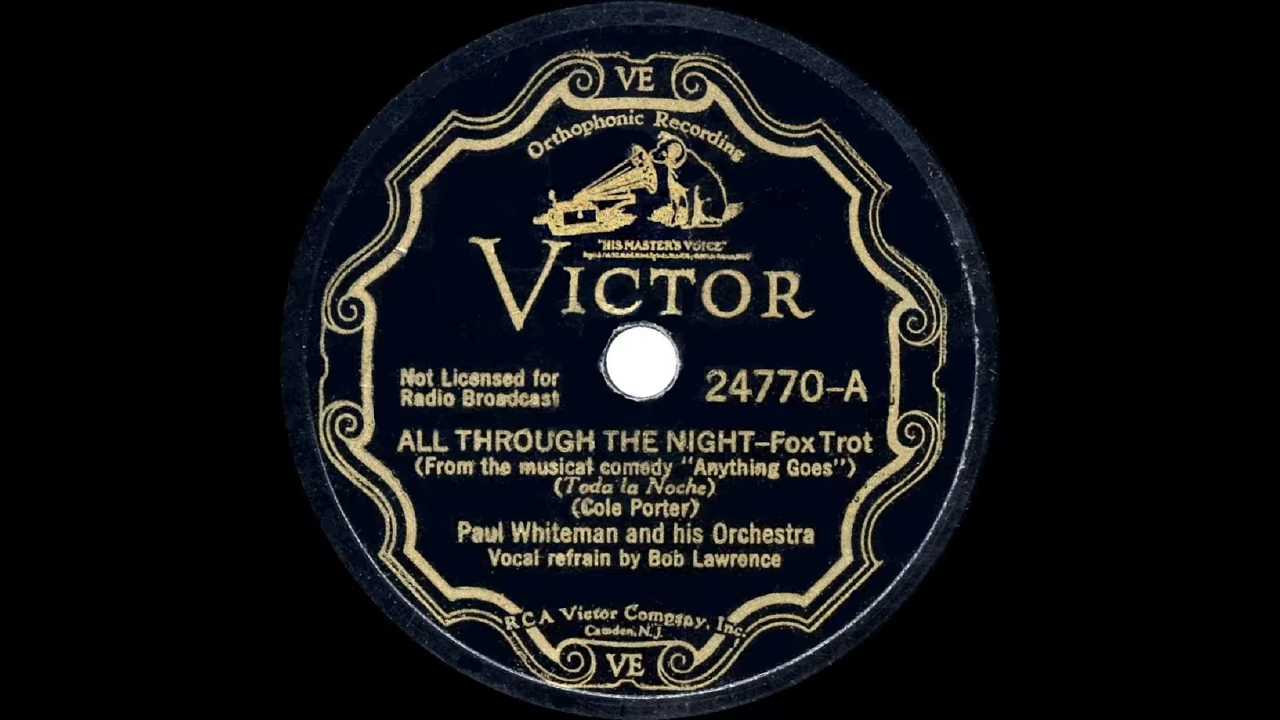 VE
Orthophonic Recording
"HIS MASTER'S VOICE"
VICTOR
Not Licensed for
Radio Broadcast
24770-A
ALL THROUGH THE NIGHT-Fox Trot
(From the musical comedy "Anything Goes")
(Toda la Noche)
(Cole Porter)
Paul Whiteman and his Orchestra
Vocal refrain by Bob Lawrence
RCA Victor Company, Inc.
Camden, N.J.
VE